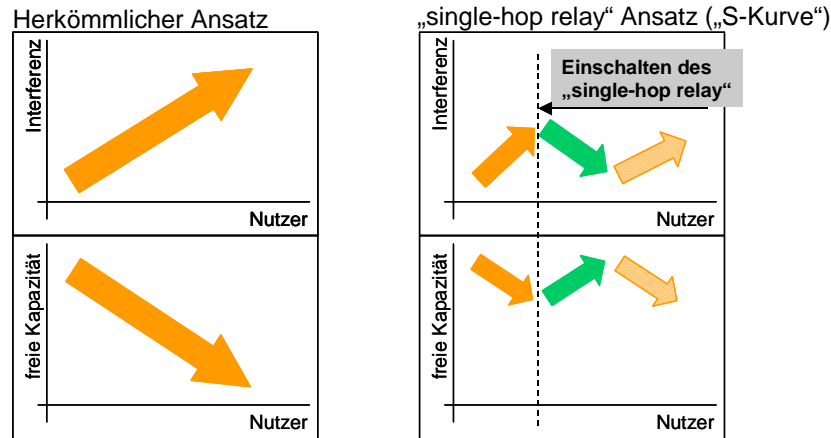 Herkömmlicher Ansatz
Interferenz
Nutzer
freie Kapazität
Nutzer
„single-hop relay“ Ansatz („S-Kurve“)
Interferenz
Einschalten des
„single-hop relay“
Nutzer
freie Kapazität
Nutzer